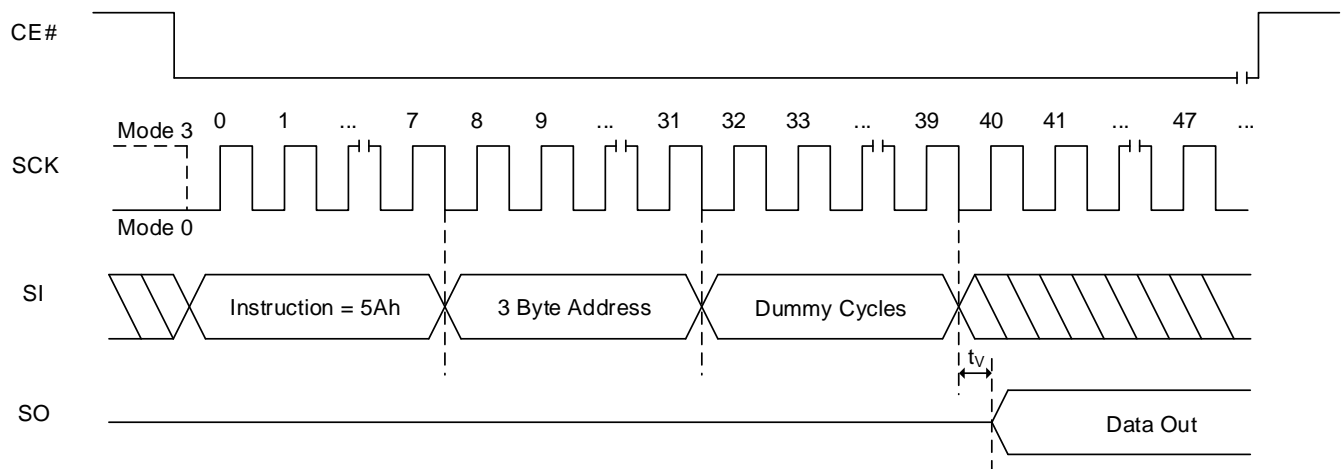 CE#
0 1 ... 7 8 9 ... 31 32 33 ... 39 40 41 ... 47 ...
Mode 3
SCK
Mode 0
SI
Instruction = 5Ah
3 Byte Address
Dummy Cycles
tV
SO
Data Out